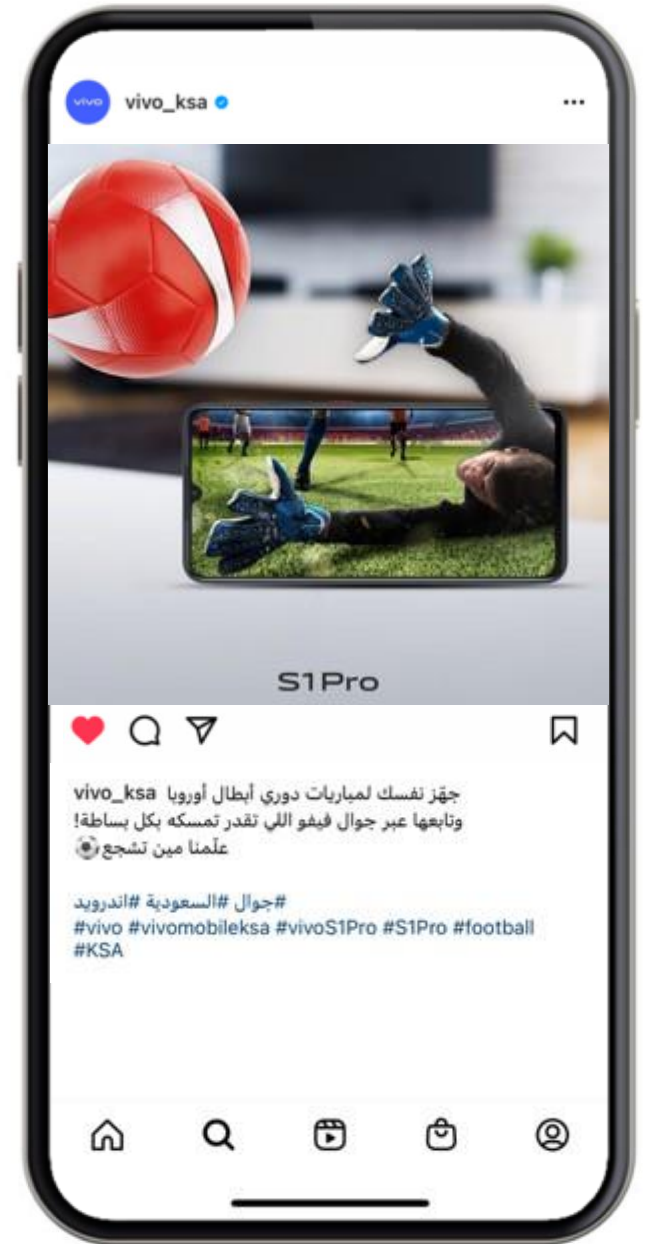 vivo
vivo_ksa
S1Pro
vivo_ksa جهّز نفسك لمباريات دوري أبطال أوروبا
وتابعها عبر جوال فيفو اللي تقدر تمسكه بكل بساطة!
علّمنا مين تشجع⚽
#جوال #السعودية #اندرويد
#vivo #vivomobileksa #vivoS1Pro #S1Pro #football
#KSA